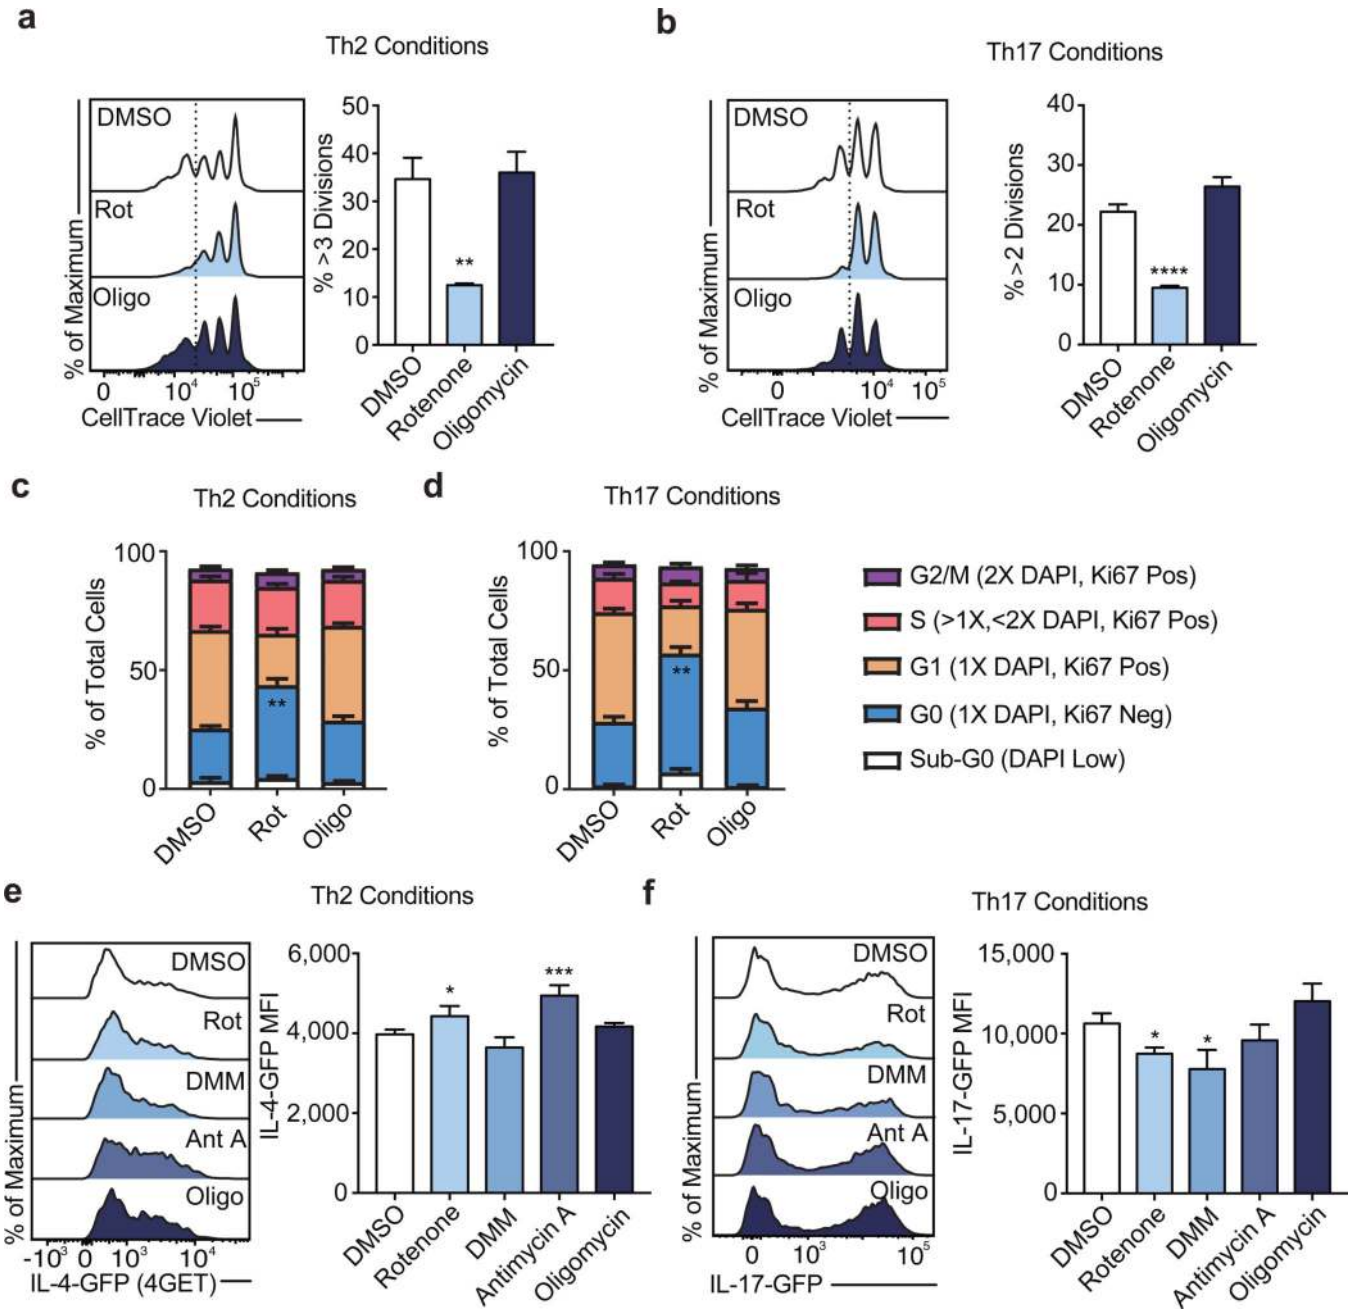 a
Th2 Conditions
DMSO
Rot
Oligo
% of Maximum
0 10⁴ 10⁵
CellTrace Violet
50
40
30
20
10
0
% >3 Divisions
**
DMSO
Rotenone
Oligomycin
b
Th17 Conditions
DMSO
Rot
Oligo
% of Maximum
0 10⁴ 10⁵
CellTrace Violet
40
30
20
10
0
% >2 Divisions
****
DMSO
Rotenone
Oligomycin
c
Th2 Conditions
100
50
0
% of Total Cells
**
DMSO
Rot
Oligo
d
Th17 Conditions
100
50
0
% of Total Cells
**
DMSO
Rot
Oligo
G2/M (2X DAPI, Ki67 Pos)
S (>1X,<2X DAPI, Ki67 Pos)
G1 (1X DAPI, Ki67 Pos)
G0 (1X DAPI, Ki67 Neg)
Sub-G0 (DAPI Low)
e
Th2 Conditions
DMSO
Rot
DMM
Ant A
Oligo
% of Maximum
-10³ 0 10³ 10⁴
IL-4-GFP (4GET)
6,000
4,000
2,000
0
IL-4-GFP MFI
*
***
DMSO
Rotenone
DMM
Antimycin A
Oligomycin
f
Th17 Conditions
DMSO
Rot
DMM
Ant A
Oligo
% of Maximum
0 10³ 10⁵
IL-17-GFP
15,000
10,000
5,000
0
IL-17-GFP MFI
*
*
DMSO
Rotenone
DMM
Antimycin A
Oligomycin